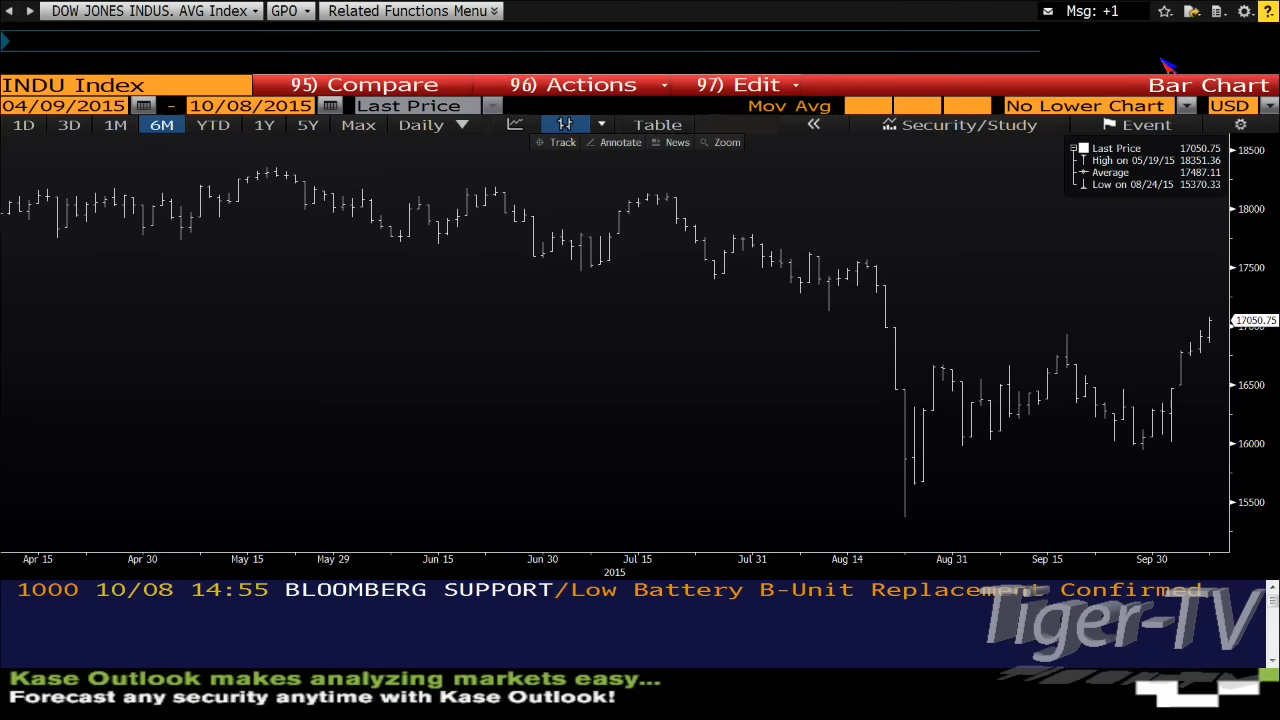 DOW JONES INDUS. AVG Index GPO Related Functions Menu Msg: +1
INDU Index 95) Compare 96) Actions 97) Edit Bar Chart
04/09/2015 - 10/08/2015 Last Price Mov Avg No Lower Chart USD
1D 3D 1M 6M YTD 1Y 5Y Max Daily Table Security/Study Event
Track Annotate News Zoom
Last Price 17050.75
High on 05/19/15 18351.36
Average 17487.11
Low on 08/24/15 15370.33
18500
18000
17500
17050.75
17000
16500
16000
15500
Apr 15 Apr 30 May 15 May 29 Jun 15 Jun 30 Jul 15 Jul 31 Aug 14 Aug 31 Sep 15 Sep 30
2015
1000 10/08 14:55 BLOOMBERG SUPPORT/Low Battery B-Unit Replacement Confirmed
Tiger-TV
Kase Outlook makes analyzing markets easy...
Forecast any security anytime with Kase Outlook!